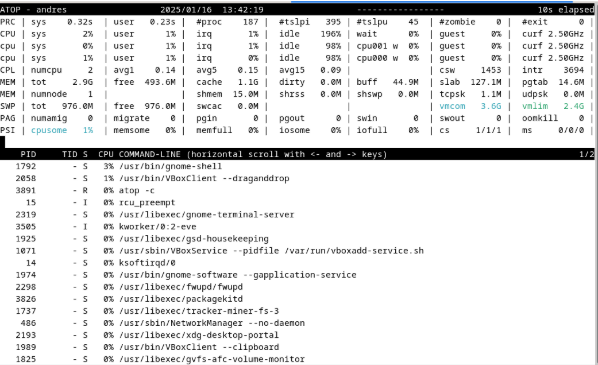 ATOP - andres 2025/01/16 13:42:19 ----------------- 10s elapsed
PRC | sys 0.32s | user 0.23s | #proc 187 | #tslpi 395 | #tslpu 45 | #zombie 0 | #exit 0 |
CPU | sys 2% | user 1% | irq 1% | idle 196% | wait 0% | guest 0% | curf 2.50GHz |
cpu | sys 0% | user 1% | irq 1% | idle 98% | cpu001 w 0% | guest 0% | curf 2.50GHz |
cpu | sys 1% | user 1% | irq 0% | idle 98% | cpu000 w 0% | guest 0% | curf 2.50GHz |
CPL | numcpu 2 | avg1 0.14 | avg5 0.15 | avg15 0.09 | | csw 1453 | intr 3694 |
MEM | tot 2.9G | free 493.6M | cache 1.1G | dirty 0.0M | buff 44.9M | slab 127.1M | pgtab 14.6M |
MEM | numnode 1 | | shmem 15.0M | shrss 0.0M | shswp 0.0M | tcpsk 1.1M | udpsk 0.0M |
SWP | tot 976.0M | free 976.0M | swcac 0.0M | | | vmcom 3.6G | vmlim 2.4G |
PAG | numamig 0 | migrate 0 | pgin 0 | pgout 0 | swin 0 | swout 0 | oomkill 0 |
PSI | cpusome 1% | memsome 0% | memfull 0% | iosome 0% | iofull 0% | cs 1/1/1 | ms 0/0/0 |
PID TID S CPU COMMAND-LINE (horizontal scroll with <- and -> keys) 1/2
1792 - S 3% /usr/bin/gnome-shell
2058 - S 1% /usr/bin/VBoxClient --draganddrop
3891 - R 0% atop -c
15 - I 0% rcu_preempt
2319 - S 0% /usr/libexec/gnome-terminal-server
3505 - I 0% kworker/0:2-eve
1925 - S 0% /usr/libexec/gsd-housekeeping
1071 - S 0% /usr/sbin/VBoxService --pidfile /var/run/vboxadd-service.sh
14 - S 0% ksoftirqd/0
1974 - S 0% /usr/bin/gnome-software --gapplication-service
2298 - S 0% /usr/libexec/fwupd/fwupd
3826 - S 0% /usr/libexec/packagekitd
1737 - S 0% /usr/libexec/tracker-miner-fs-3
486 - S 0% /usr/sbin/NetworkManager --no-daemon
2193 - S 0% /usr/libexec/xdg-desktop-portal
1989 - S 0% /usr/bin/VBoxClient --clipboard
1825 - S 0% /usr/libexec/gvfs-afc-volume-monitor